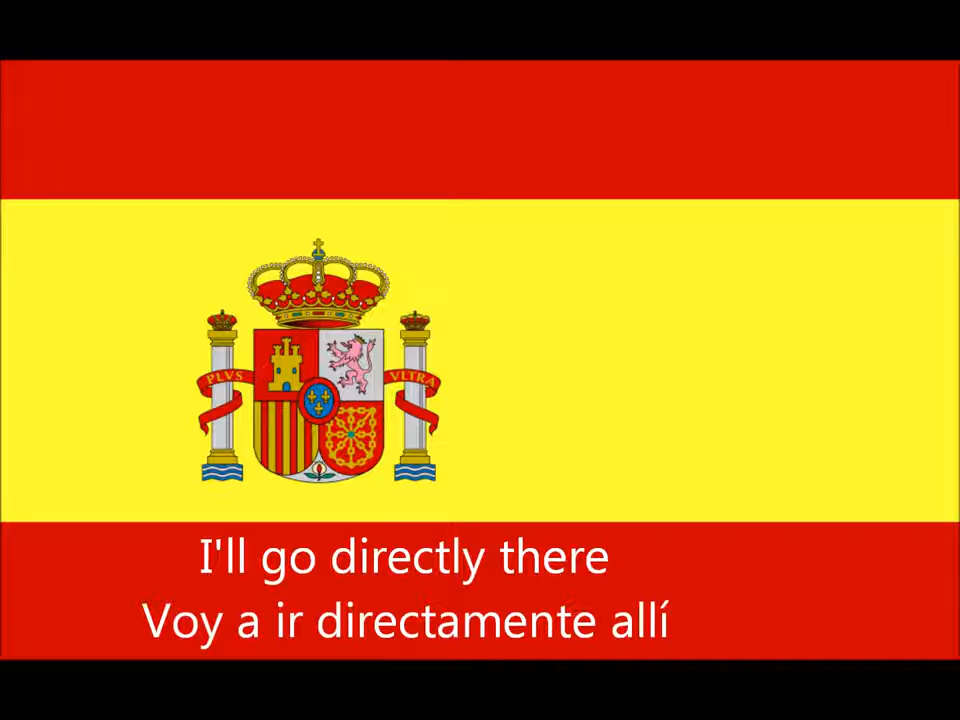 PLVS VLTRA
I'll go directly there
Voy a ir directamente allí